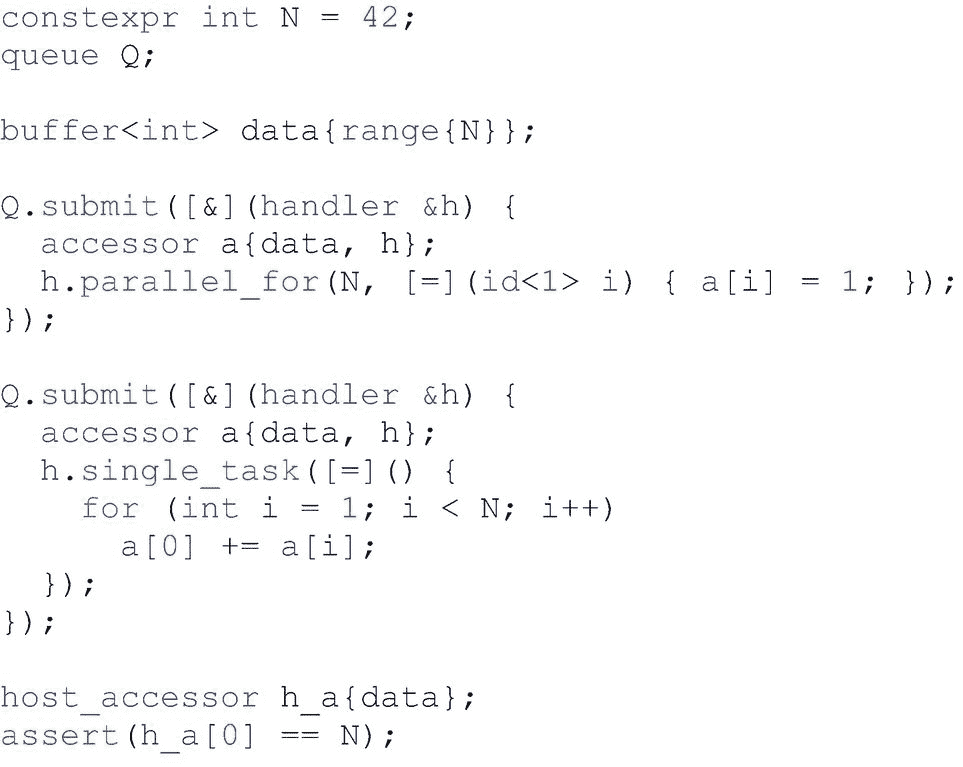 constexpr int N = 42;
queue Q;

buffer<int> data{range{N}};

Q.submit([&](handler &h) {
  accessor a{data, h};
  h.parallel_for(N, [=](id<1> i) { a[i] = 1; });
});

Q.submit([&](handler &h) {
  accessor a{data, h};
  h.single_task([=]() {
    for (int i = 1; i < N; i++)
      a[0] += a[i];
  });
});

host_accessor h_a{data};
assert(h_a[0] == N);